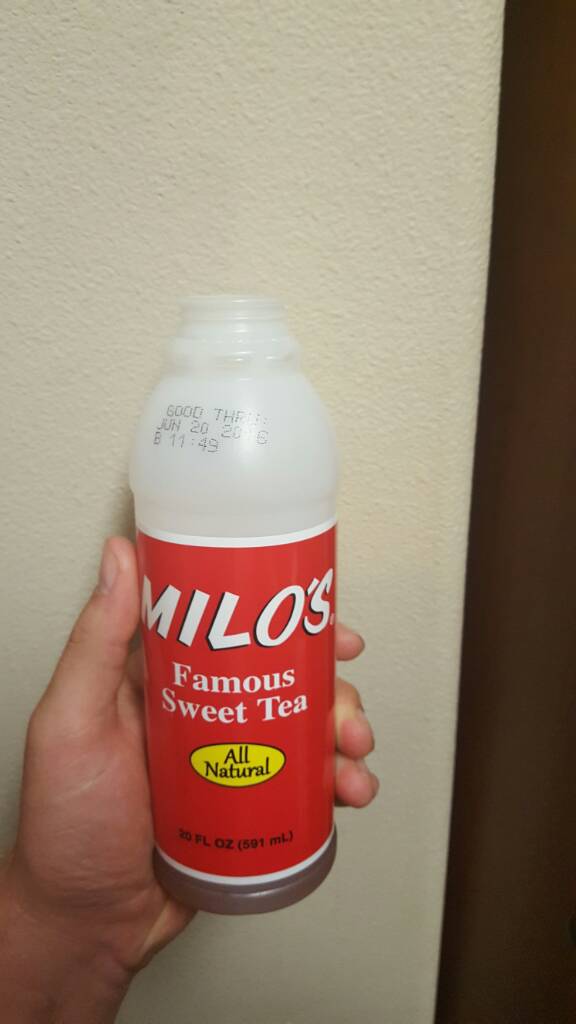 GOOD THRU:
JUN 20 2016
B 11:49
MILO'S
Famous
Sweet Tea
All
Natural
20 FL OZ (591 mL)